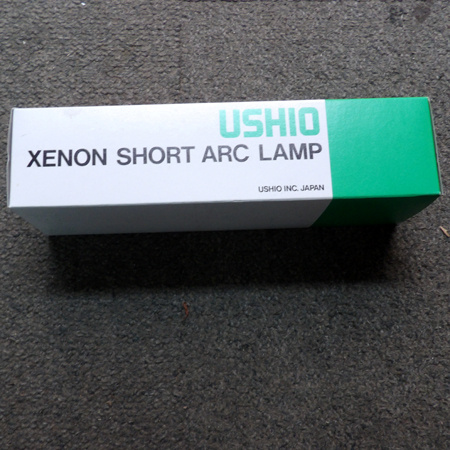 USHIO
XENON SHORT ARC LAMP
USHIO INC. JAPAN